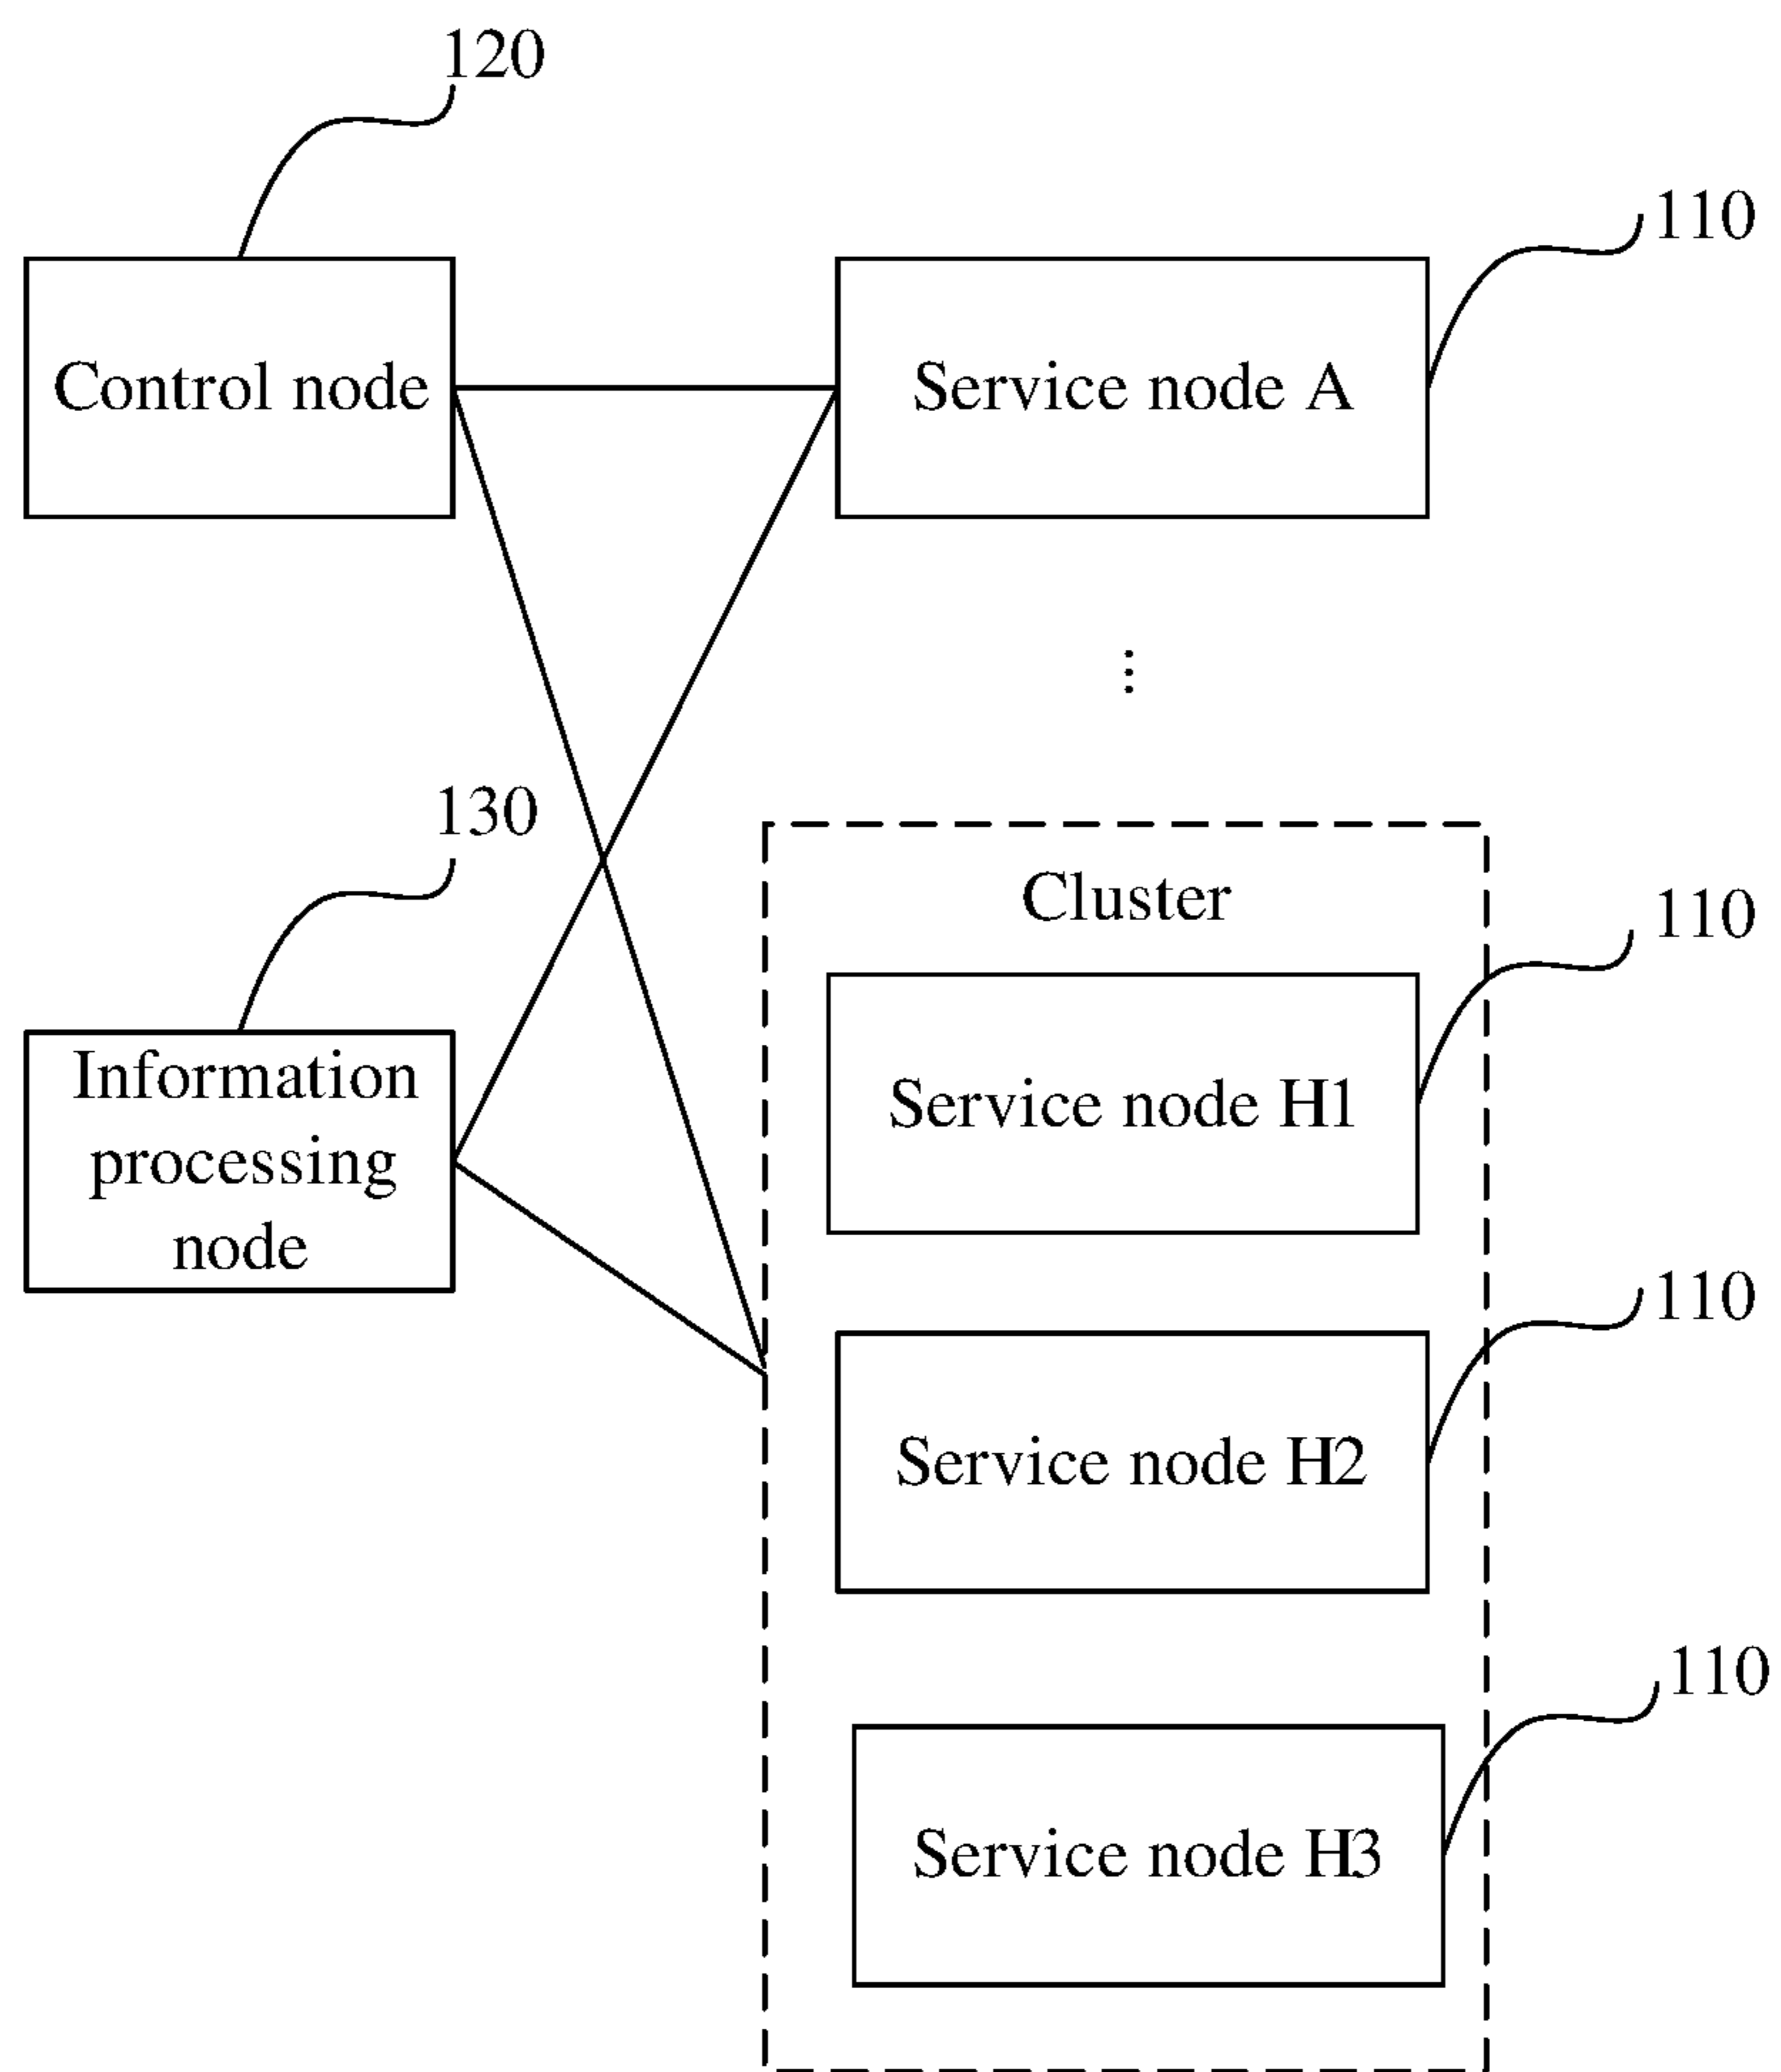 120
110
Control node
Service node A
130
Cluster
110
Information
processing
node
Service node H1
110
Service node H2
110
Service node H3